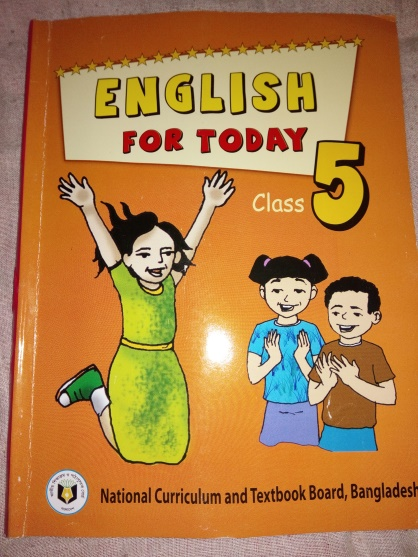 ENGLISH
FOR TODAY
Class 5
National Curriculum and Textbook Board, Bangladesh